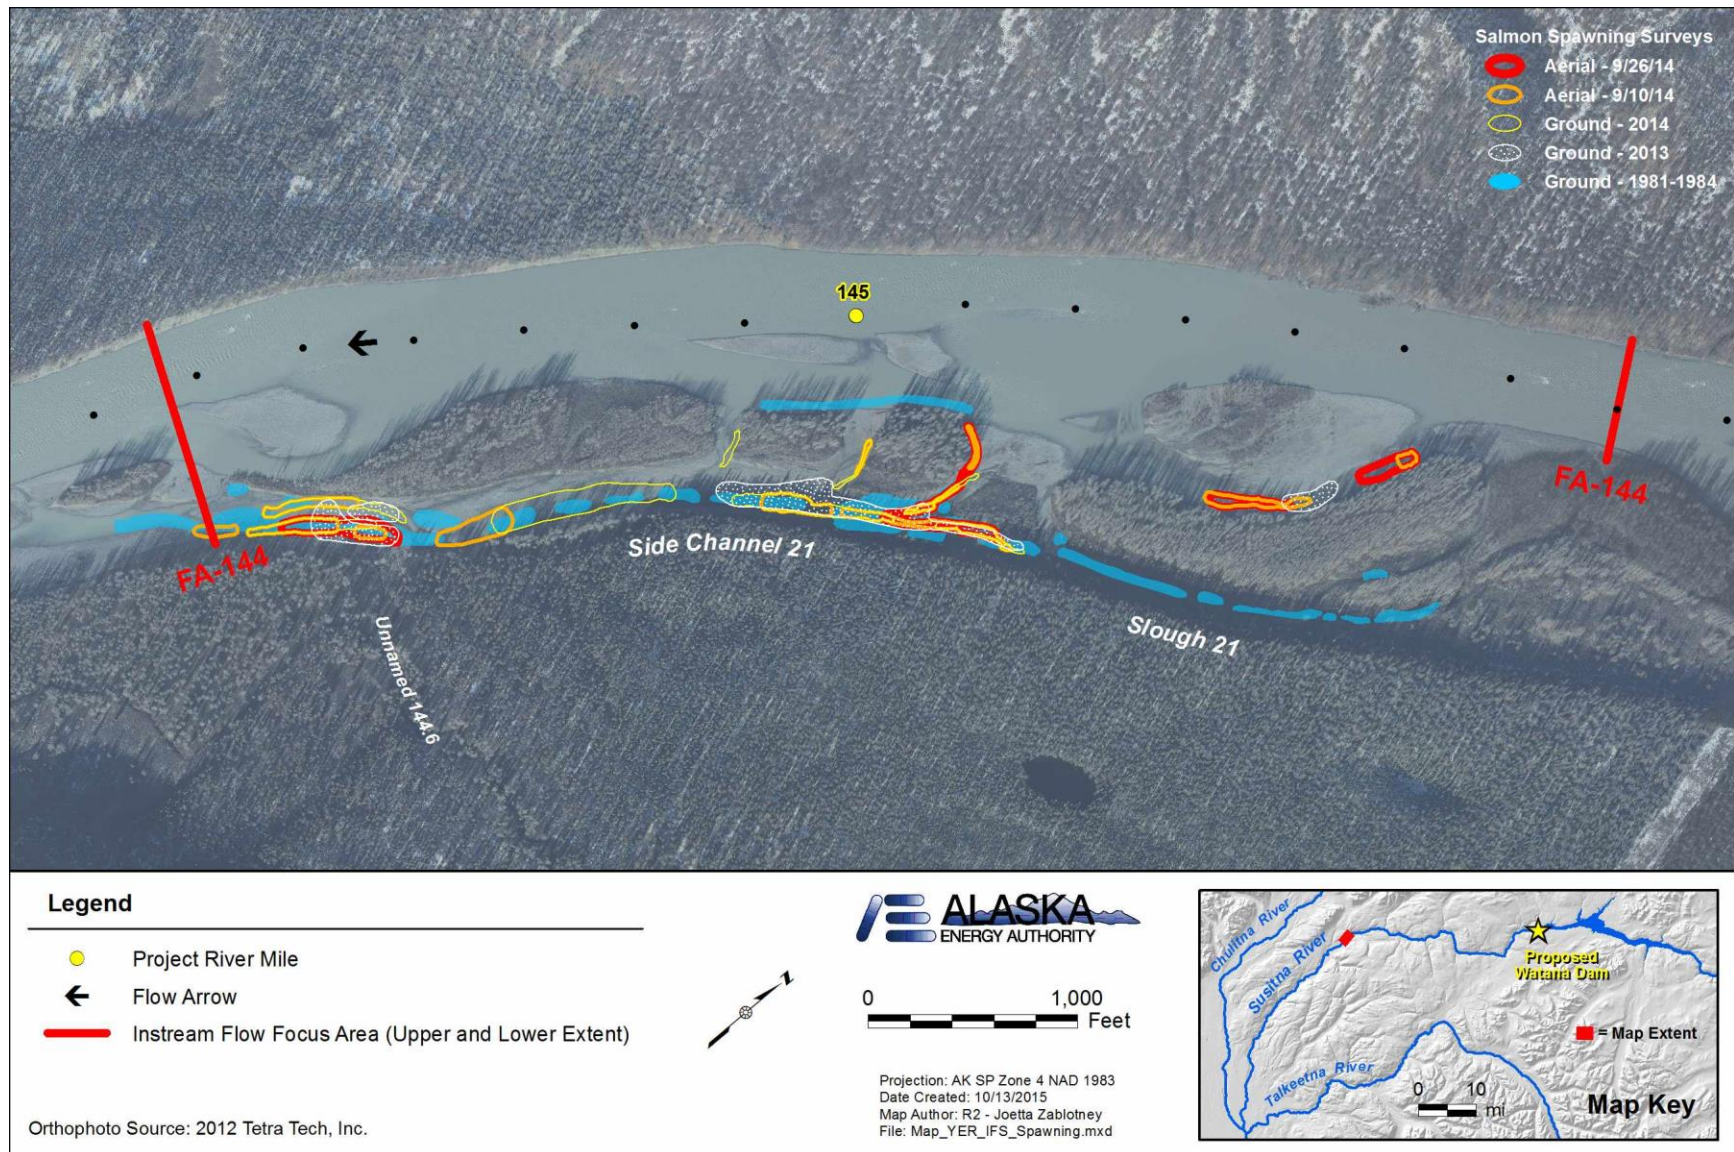 Salmon Spawning Surveys
Aerial - 9/26/14
Aerial - 9/10/14
Ground - 2014
Ground - 2013
Ground - 1981-1984
145
FA-144
FA-144
Side Channel 21
Slough 21
Unnamed 144.6
Legend
Project River Mile
Flow Arrow
Instream Flow Focus Area (Upper and Lower Extent)
Orthophoto Source: 2012 Tetra Tech, Inc.
ALASKA
ENERGY AUTHORITY
N
0 1,000
Feet
Projection: AK SP Zone 4 NAD 1983
Date Created: 10/13/2015
Map Author: R2 - Joetta Zablotney
File: Map_YER_IFS_Spawning.mxd
Chulitna River
Susitna River
Proposed
Watana Dam
= Map Extent
Talkeetna River
0 10
mi
Map Key